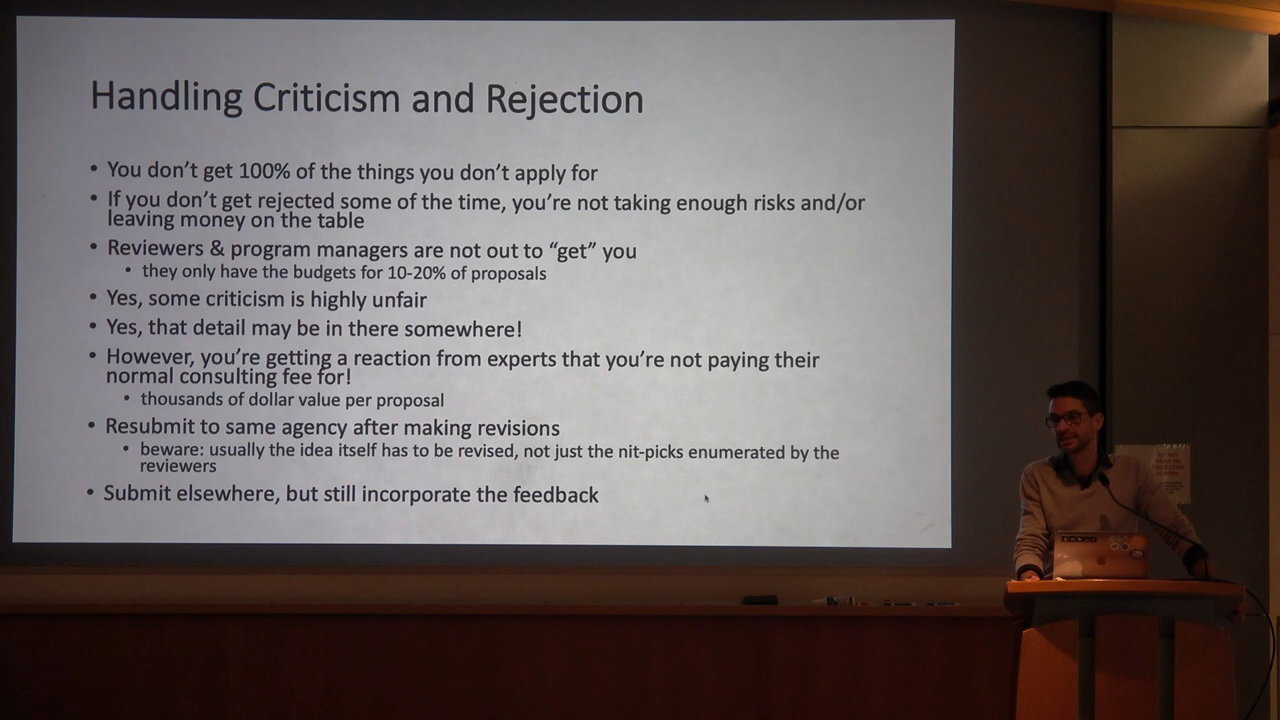 Handling Criticism and Rejection
• You don't get 100% of the things you don't apply for
• If you don't get rejected some of the time, you're not taking enough risks and/or
leaving money on the table
• Reviewers & program managers are not out to "get" you
• they only have the budgets for 10-20% of proposals
• Yes, some criticism is highly unfair
• Yes, that detail may be in there somewhere!
• However, you're getting a reaction from experts that you're not paying their
normal consulting fee for!
• thousands of dollar value per proposal
• Resubmit to same agency after making revisions
• beware: usually the idea itself has to be revised, not just the nit-picks enumerated by the
reviewers
• Submit elsewhere, but still incorporate the feedback